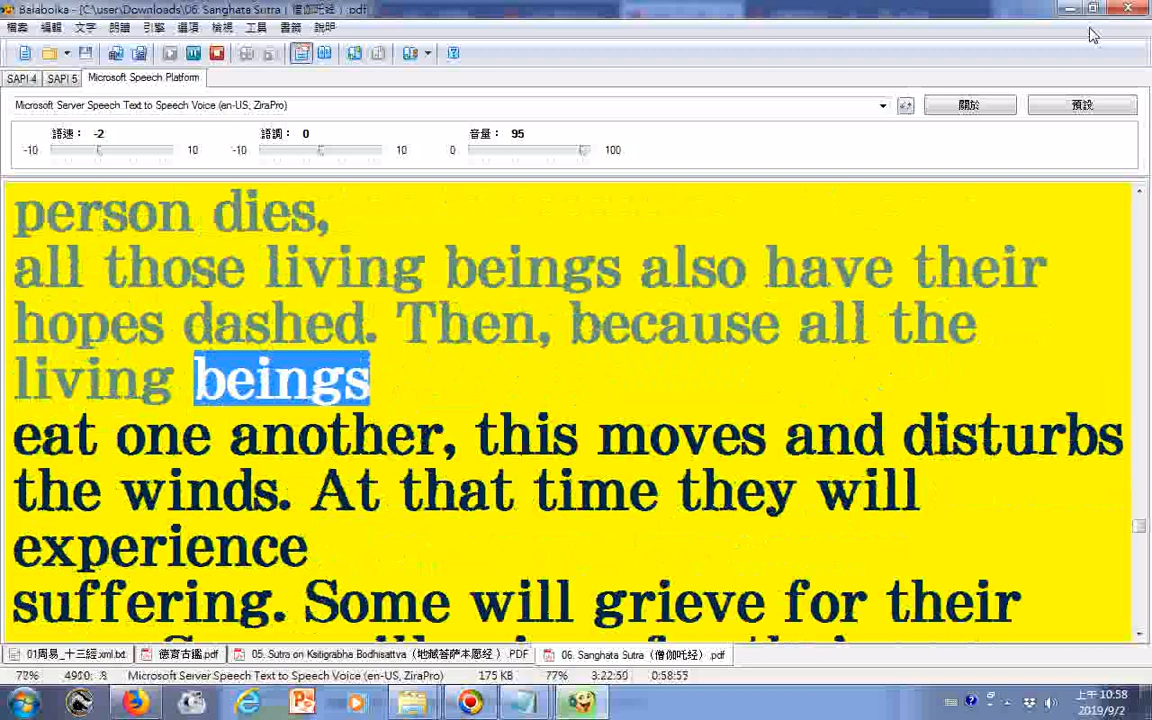 Balabolka - [C:\user\Downloads\06. Sanghata Sutra（僧伽吒经）.pdf]
檔案 編輯 文字 朗讀 引擎 選項 檢視 工具 書籤 說明
SAPI 4 SAPI 5 Microsoft Speech Platform
Microsoft Server Speech Text to Speech Voice (en-US, ZiraPro) 關於 預設
語速： -2 語調： 0 音量： 95
-10 10 -10 10 0 100
person dies,
all those living beings also have their
hopes dashed. Then, because all the
living beings
eat one another, this moves and disturbs
the winds. At that time they will
experience
suffering. Some will grieve for their
01周易_十三經.xml.txt 德育古鑑.pdf 05. Sutra on Ksitigrabha Bodhisattva（地藏菩萨本愿经）.PDF 06. Sanghata Sutra（僧伽吒经）.pdf
Microsoft Server Speech Text to Speech Voice (en-US, ZiraPro) 175 KB 77% 3:22:50 0:58:53
上午 10:58
2019/9/2